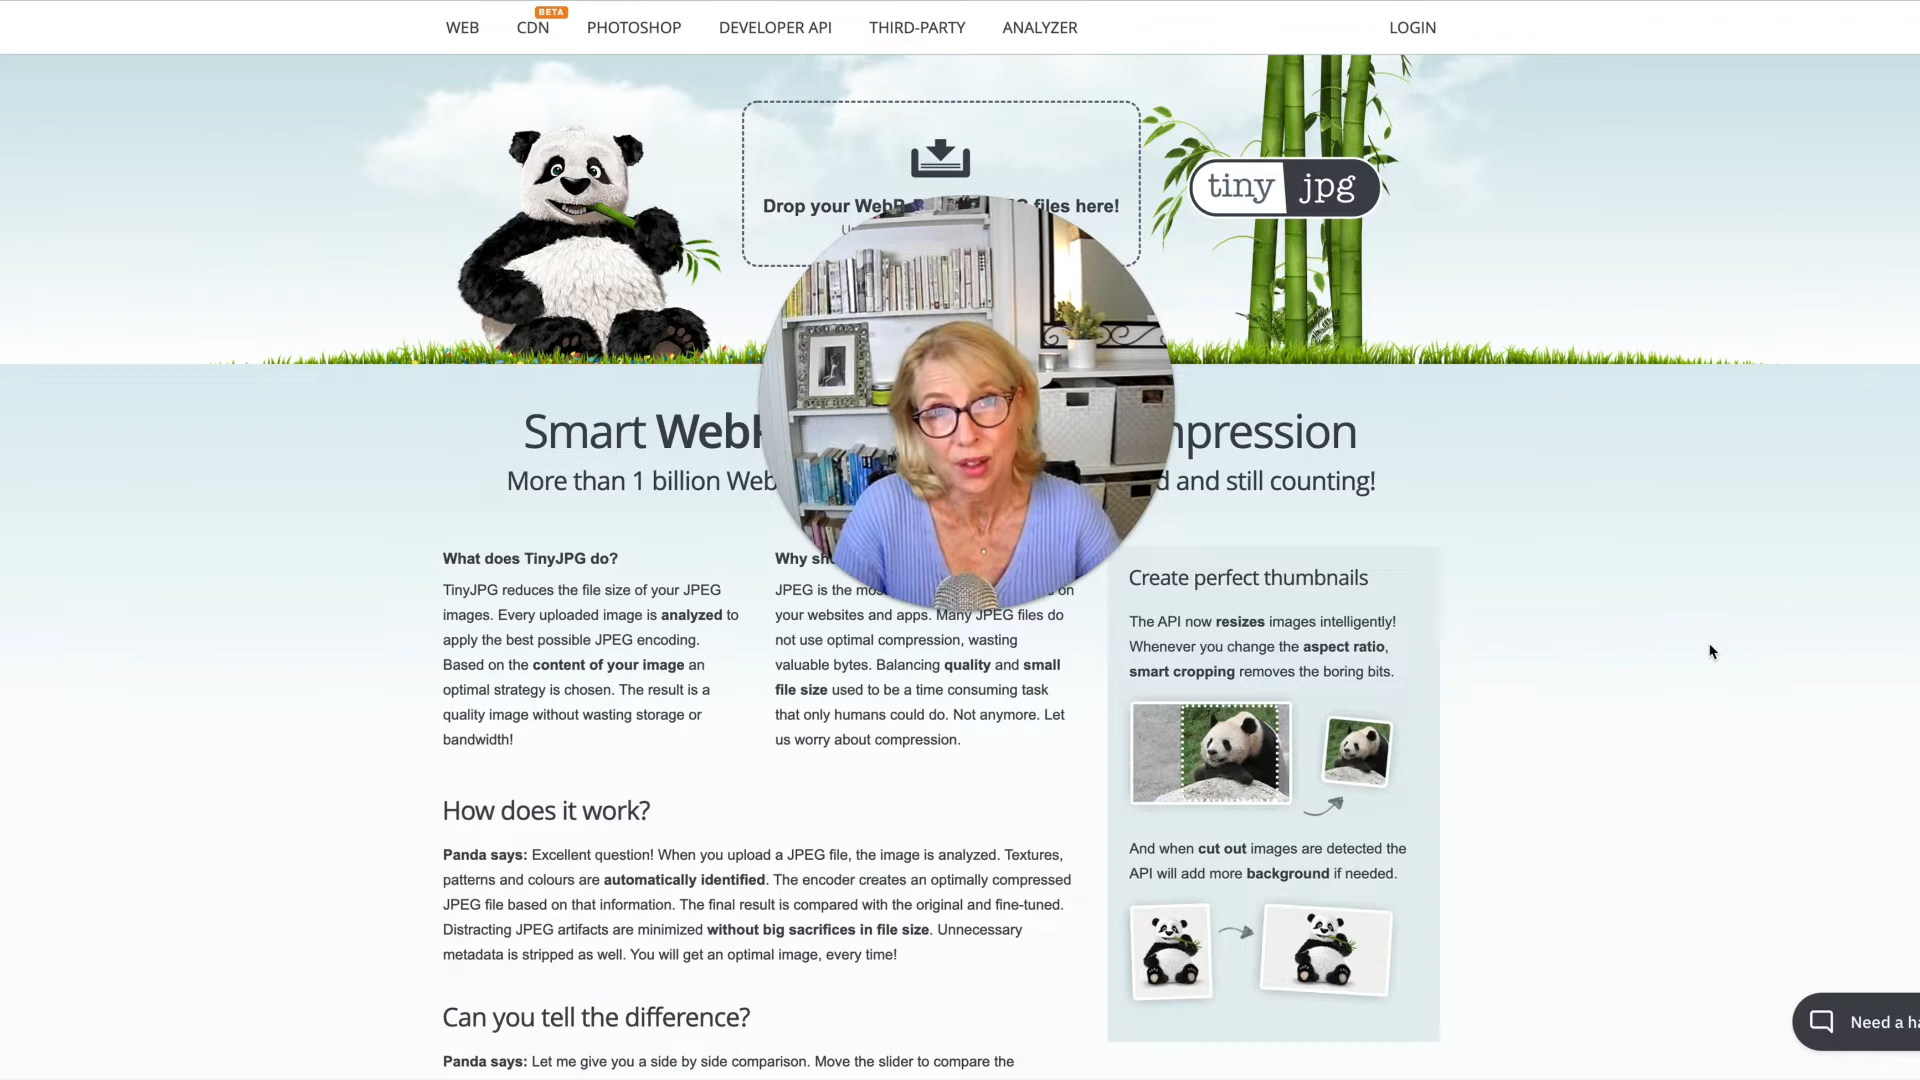 WEB
CDN
BETA
PHOTOSHOP
DEVELOPER API
THIRD-PARTY
ANALYZER
LOGIN
Drop your Web files here!
tiny jpg
Smart Web
More than 1 billion Web d and still counting!
What does TinyJPG do?
TinyJPG reduces the file size of your JPEG
images. Every uploaded image is analyzed to
apply the best possible JPEG encoding.
Based on the content of your image an
optimal strategy is chosen. The result is a
quality image without wasting storage or
bandwidth!
Why
JPEG is the on
your websites and apps. Many JPEG files do
not use optimal compression, wasting
valuable bytes. Balancing quality and small
file size used to be a time consuming task
that only humans could do. Not anymore. Let
us worry about compression.
Create perfect thumbnails
The API now resizes images intelligently!
Whenever you change the aspect ratio,
smart cropping removes the boring bits.
And when cut out images are detected the
API will add more background if needed.
How does it work?
Panda says: Excellent question! When you upload a JPEG file, the image is analyzed. Textures,
patterns and colours are automatically identified. The encoder creates an optimally compressed
JPEG file based on that information. The final result is compared with the original and fine-tuned.
Distracting JPEG artifacts are minimized without big sacrifices in file size. Unnecessary
metadata is stripped as well. You will get an optimal image, every time!
Can you tell the difference?
Panda says: Let me give you a side by side comparison. Move the slider to compare the
Need a